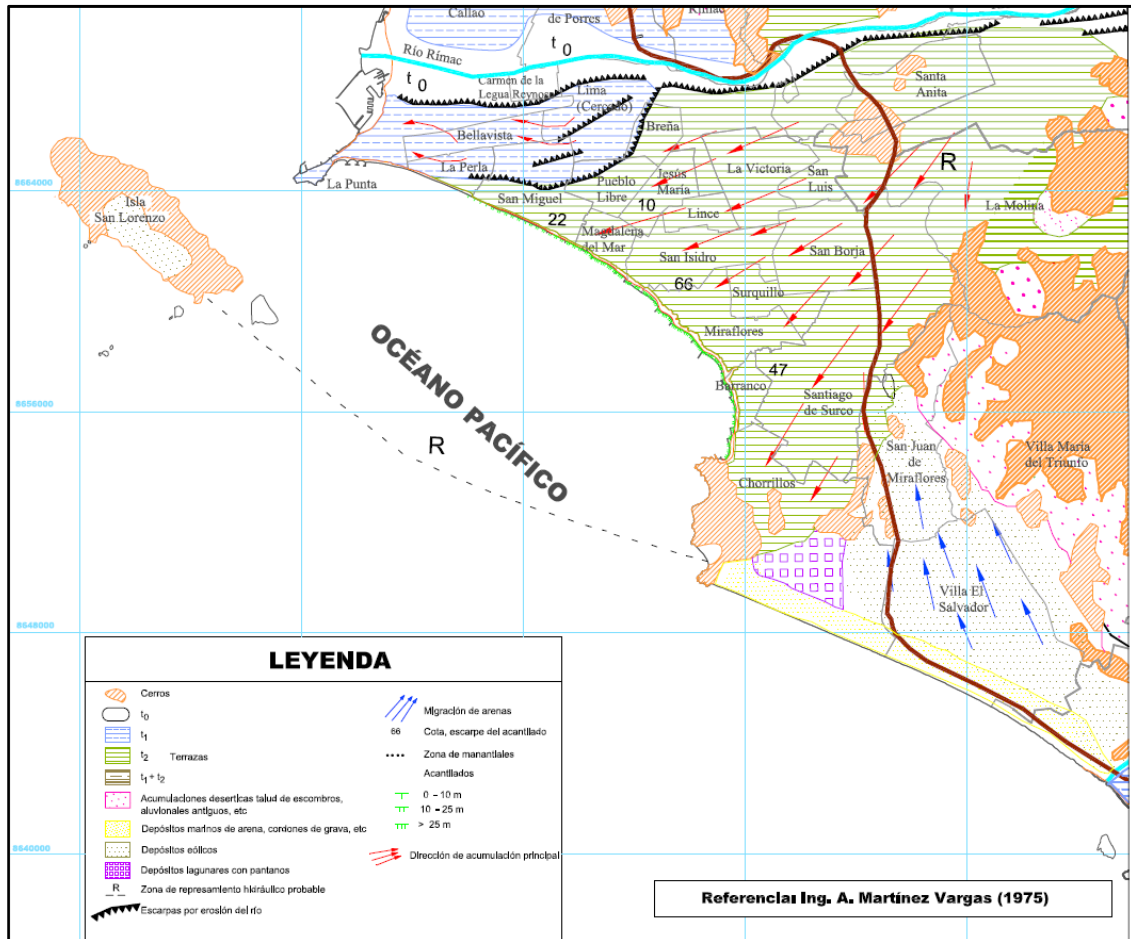 Callao
de Porres
Rímac
t₀
Río Rímac
t₀
Carmen de la
Legua Reynoso
Lima
(Cercado)
Santa
Anita
Breña
Bellavista
La Perla
La Punta
La Victoria
Jesús
María
Pueblo
Libre
San
Luis
R
8664000
Isla
San Lorenzo
San Miguel
22
10
Lince
La Molina
Magdalena
del Mar
San Isidro
San Borja
66
Surquillo
Miraflores
OCÉANO PACÍFICO
47
Barranco
Santiago
de Surco
8656000
R
San Juan
de
Miraflores
Villa María
del Triunfo
Chorrillos
Villa El
Salvador
8648000
LEYENDA
Cerros
t₀
t₁
t₂ Terrazas
t₁ + t₂
Acumulaciones deserticas talud de escombros,
aluvionales antiguos, etc
Depósitos marinos de arena, cordones de grava, etc
Depósitos eólicos
Depósitos lagunares con pantanos
R Zona de represamiento hidráulico probable
Escarpas por erosión del río
Migración de arenas
66 Cota, escarpe del acantilado
Zona de manantiales
Acantilados
0 - 10 m
10 - 25 m
> 25 m
Dirección de acumulación principal
8640000
Referencia: Ing. A. Martínez Vargas (1975)